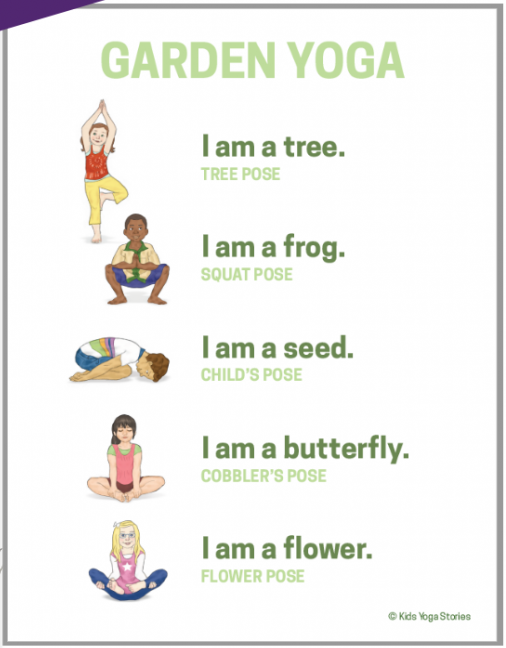 GARDEN YOGA
I am a tree.
TREE POSE
I am a frog.
SQUAT POSE
I am a seed.
CHILD'S POSE
I am a butterfly.
COBBLER'S POSE
I am a flower.
FLOWER POSE
© Kids Yoga Stories